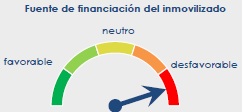 Fuente de financiación del inmovilizado
neutro
favorable
desfavorable